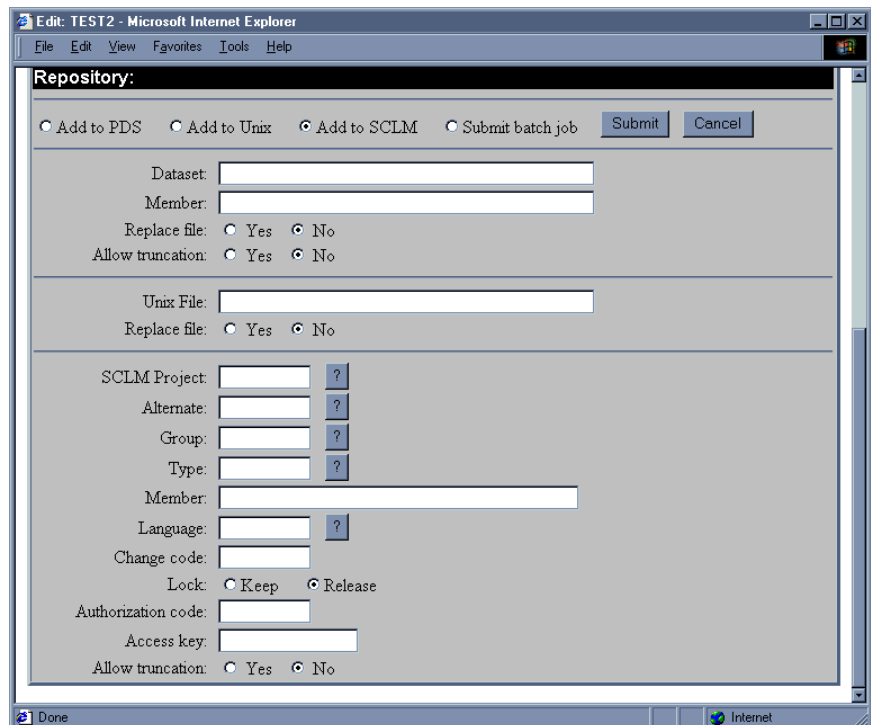 Edit: TEST2 - Microsoft Internet Explorer
File Edit View Favorites Tools Help
Repository:
Add to PDS Add to Unix Add to SCLM Submit batch job Submit Cancel
Dataset:
Member:
Replace file: Yes No
Allow truncation: Yes No
Unix File:
Replace file: Yes No
SCLM Project: ?
Alternate: ?
Group: ?
Type: ?
Member:
Language: ?
Change code:
Lock: Keep Release
Authorization code:
Access key:
Allow truncation: Yes No
Done Internet